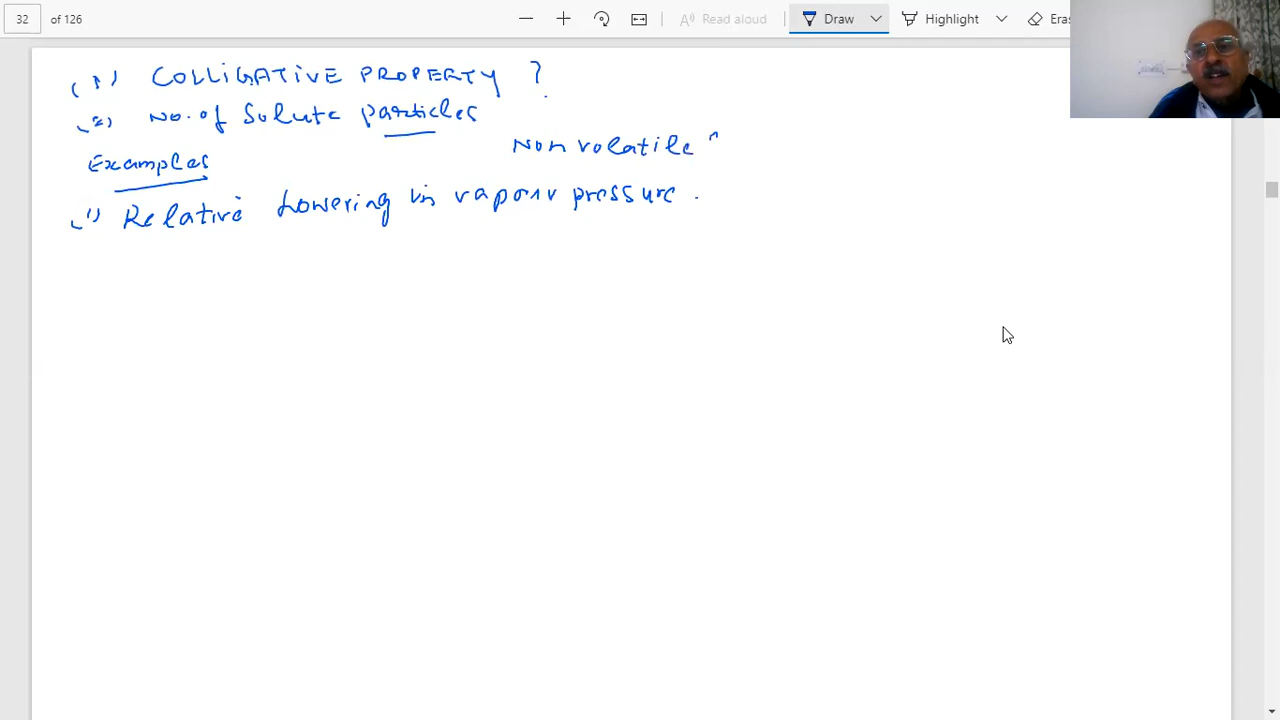 32 of 126
Read aloud
Draw
Highlight
Eras
(1) COLLIGATIVE PROPERTY ?
(2) No. of Solute particles
Non volatile "
Examples
(1) Relative Lowering in vapour pressure.